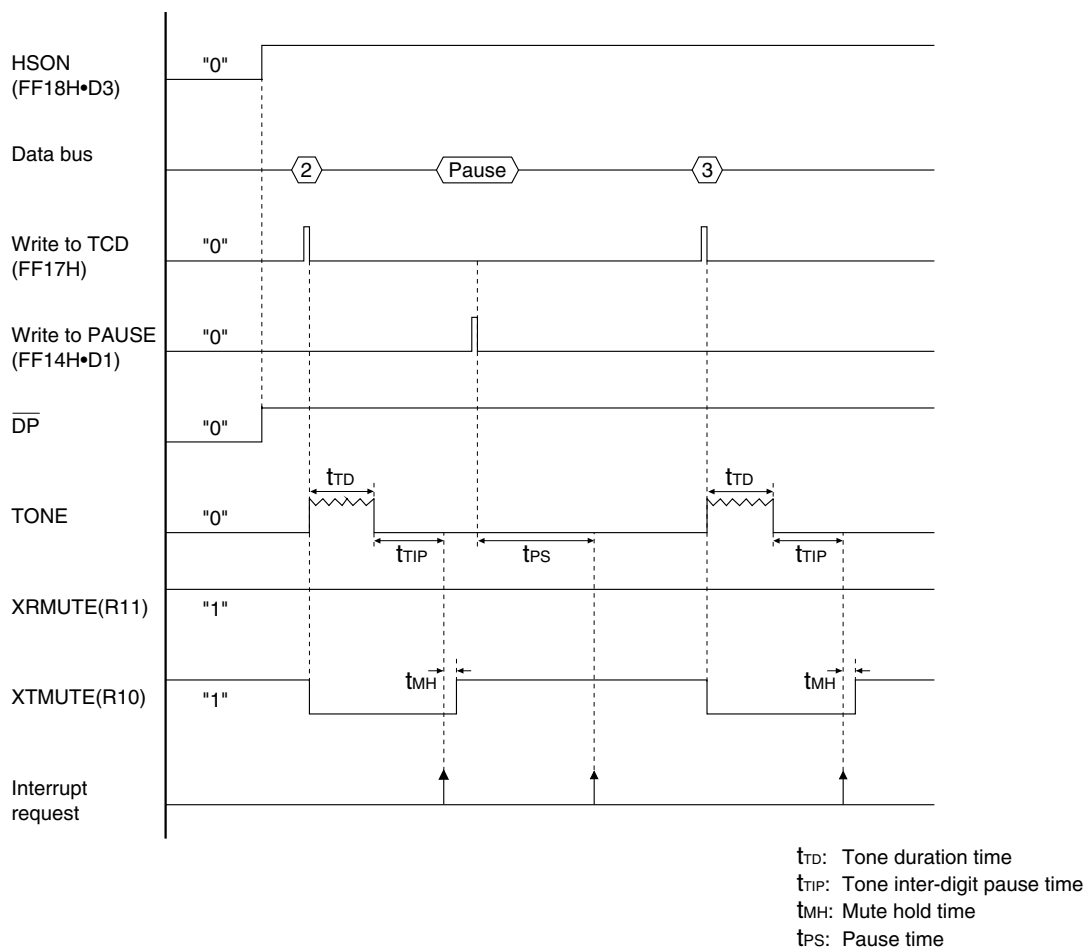 HSON
(FF18H•D3)
"0"
Data bus
2
Pause
3
Write to TCD
(FF17H)
"0"
Write to PAUSE
(FF14H•D1)
"0"
DP
"0"
TONE
"0"
tTD
tTIP
tPS
tTD
tTIP
XRMUTE(R11)
"1"
XTMUTE(R10)
"1"
tMH
tMH
Interrupt
request
tTD: Tone duration time
tTIP: Tone inter-digit pause time
tMH: Mute hold time
tPS: Pause time